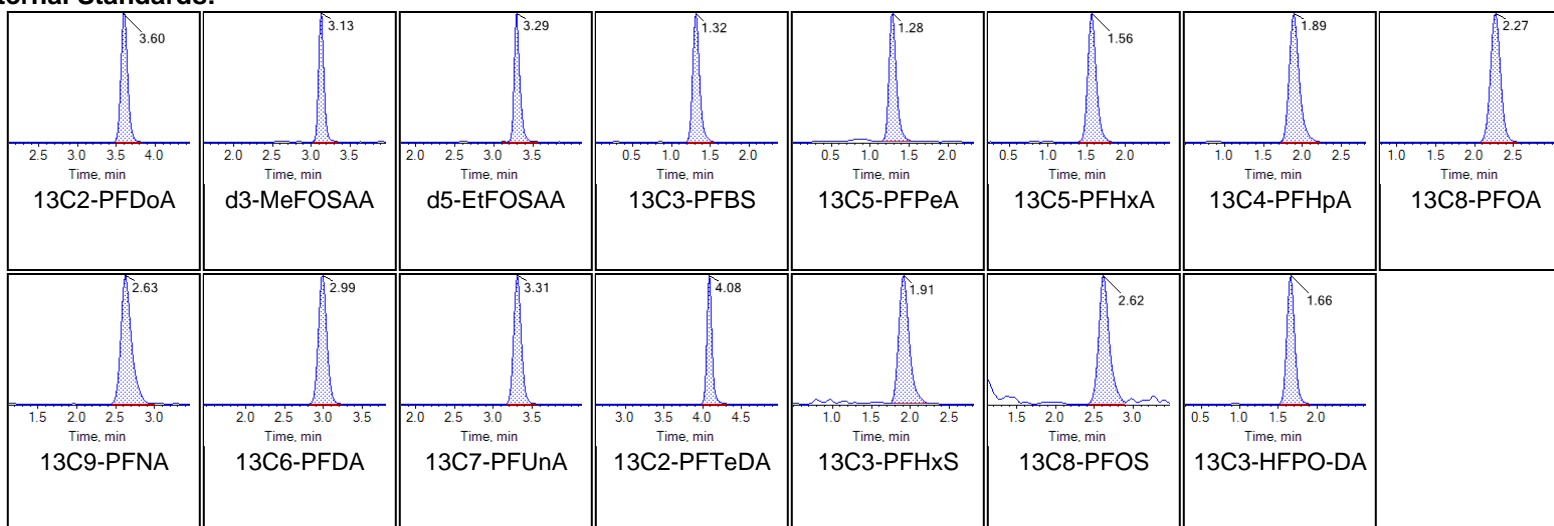 ternal Standards:
3.60 3.13 3.29 1.32 1.28 1.56 1.89 2.27
2.5 3.0 3.5 4.0 2.0 2.5 3.0 3.5 2.0 2.5 3.0 3.5 0.5 1.0 1.5 2.0 0.5 1.0 1.5 2.0 0.5 1.0 1.5 2.0 1.0 1.5 2.0 2.5 1.0 1.5 2.0 2.5
Time, min Time, min Time, min Time, min Time, min Time, min Time, min Time, min
13C2-PFDoA d3-MeFOSAA d5-EtFOSAA 13C3-PFBS 13C5-PFPeA 13C5-PFHxA 13C4-PFHpA 13C8-PFOA
2.63 2.99 3.31 4.08 1.91 2.62 1.66
1.5 2.0 2.5 3.0 2.0 2.5 3.0 3.5 2.0 2.5 3.0 3.5 3.0 3.5 4.0 4.5 1.0 1.5 2.0 2.5 1.5 2.0 2.5 3.0 0.5 1.0 1.5 2.0
Time, min Time, min Time, min Time, min Time, min Time, min Time, min
13C9-PFNA 13C6-PFDA 13C7-PFUnA 13C2-PFTeDA 13C3-PFHxS 13C8-PFOS 13C3-HFPO-DA